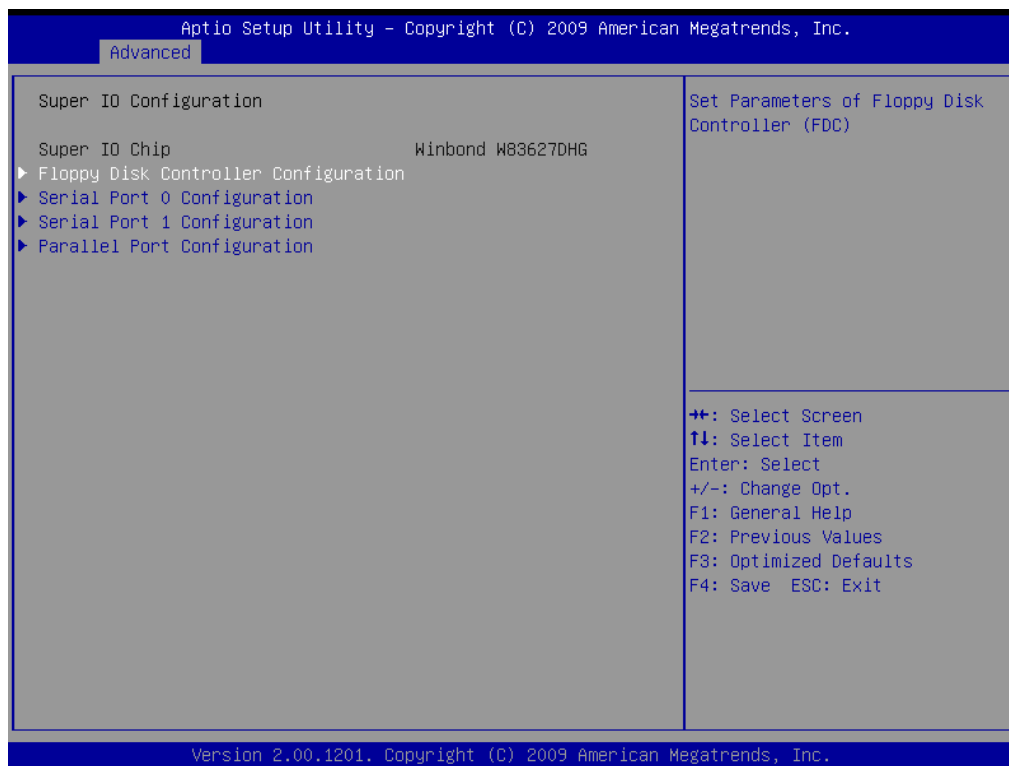 Aptio Setup Utility – Copyright (C) 2009 American Megatrends, Inc.
Advanced
Super IO Configuration
Super IO Chip Winbond W83627DHG
► Floppy Disk Controller Configuration
► Serial Port 0 Configuration
► Serial Port 1 Configuration
► Parallel Port Configuration
Set Parameters of Floppy Disk
Controller (FDC)
→←: Select Screen
↑↓: Select Item
Enter: Select
+/-: Change Opt.
F1: General Help
F2: Previous Values
F3: Optimized Defaults
F4: Save ESC: Exit
Version 2.00.1201. Copyright (C) 2009 American Megatrends, Inc.